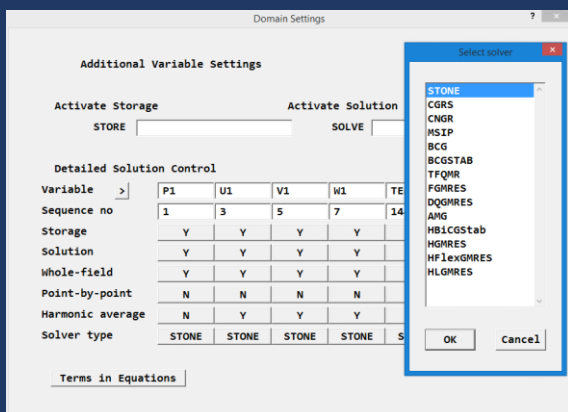 Domain Settings ? ×
Additional Variable Settings
Activate Storage Activate Solution
STORE SOLVE
Detailed Solution Control
Variable > P1 U1 V1 W1
Sequence no 1 3 5 7
Storage Y Y Y Y
Solution Y Y Y Y
Whole-field Y Y Y Y
Point-by-point N N N N
Harmonic average N Y Y Y
Solver type STONE STONE STONE STONE
Terms in Equations
Select solver ×
STONE
CGRS
CNGR
MSIP
BCG
BCGSTAB
TFQMR
FGMRES
DQGMRES
AMG
HBiCGStab
HGMRES
HFlexGMRES
HLGMRES
OK Cancel